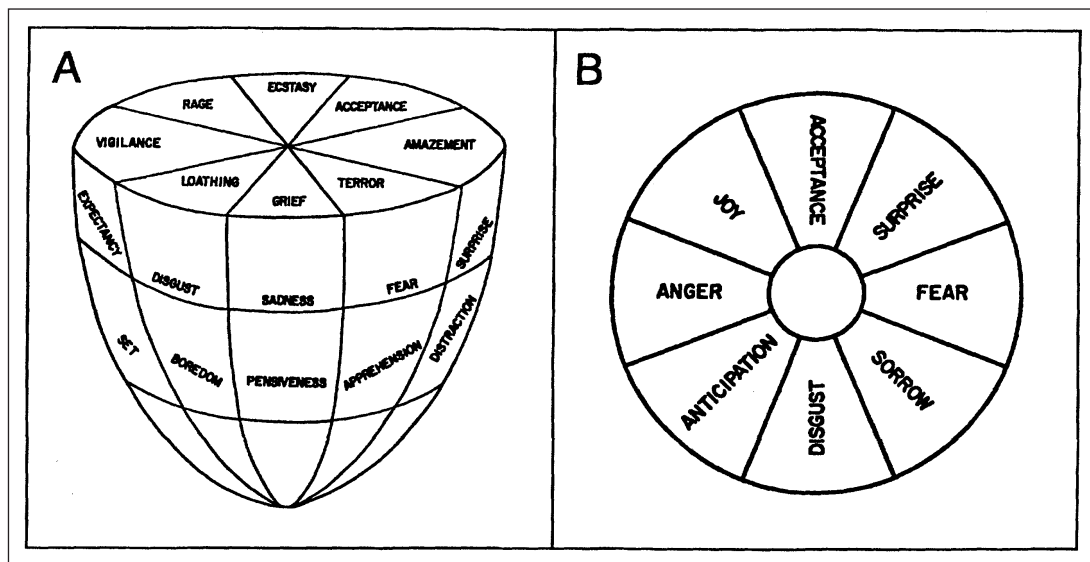 A
ECSTASY
RAGE
ACCEPTANCE
VIGILANCE
AMAZEMENT
LOATHING
TERROR
GRIEF
EXPECTANCY
DISGUST
SADNESS
FEAR
SURPRISE
SET
BOREDOM
PENSIVENESS
APPREHENSION
DISTRACTION
B
ACCEPTANCE
JOY
SURPRISE
ANGER
FEAR
ANTICIPATION
DISGUST
SORROW